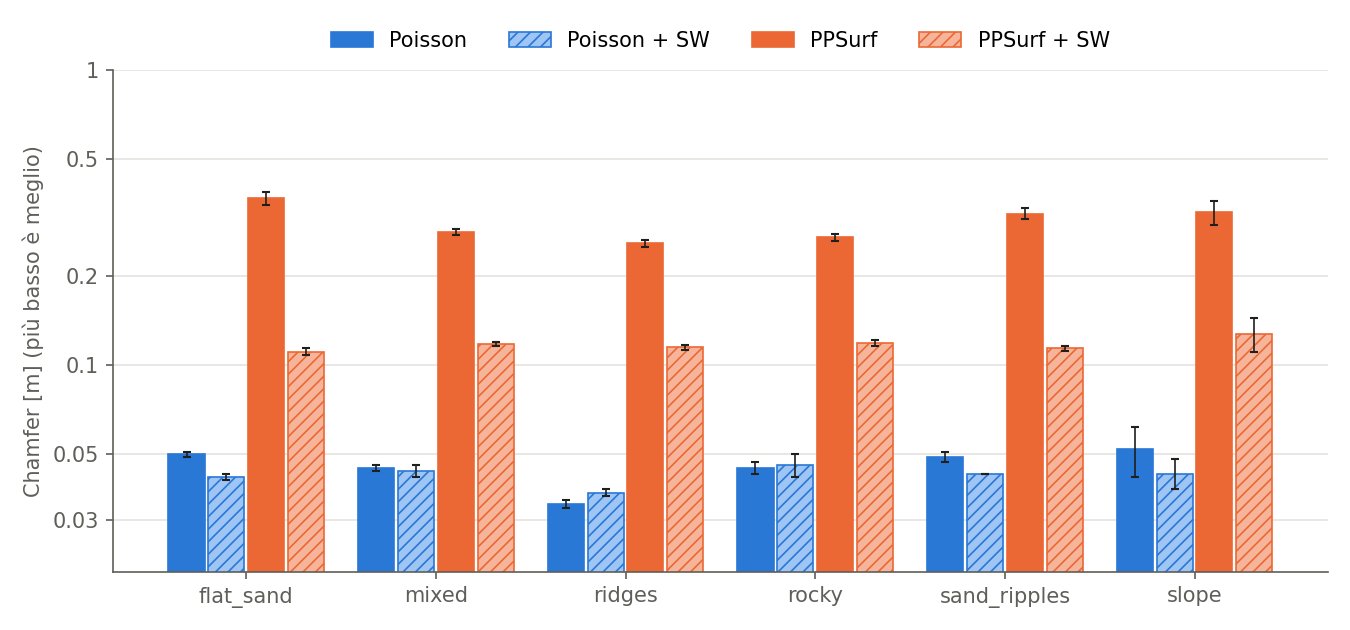 Poisson Poisson + SW PPSurf PPSurf + SW
Chamfer [m] (più basso è meglio)
1
0.5
0.2
0.1
0.05
0.03
flat_sand mixed ridges rocky sand_ripples slope